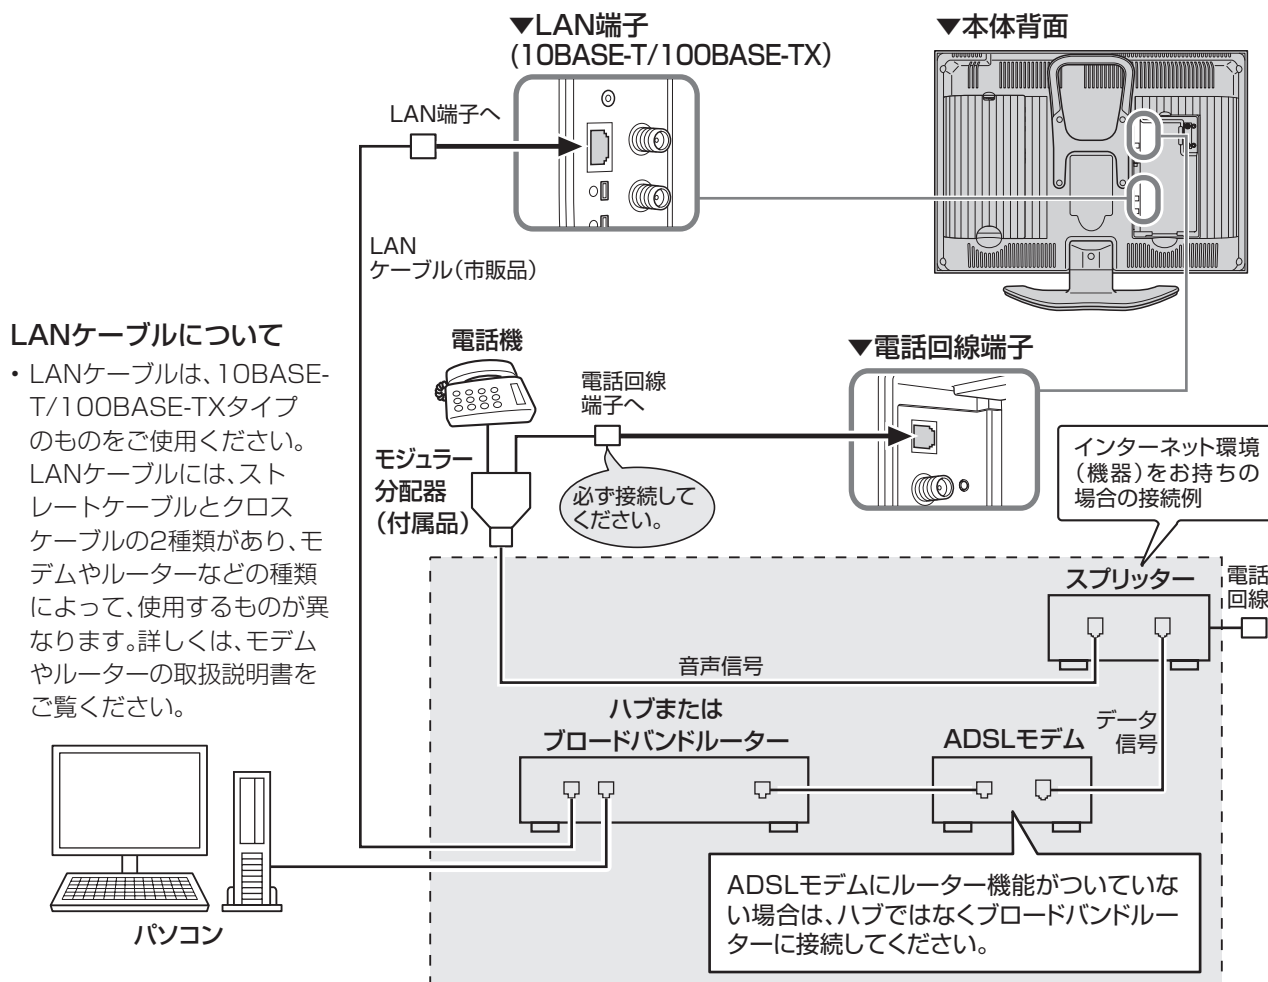 ▼LAN端子
(10BASE-T/100BASE-TX)
▼本体背面
LAN端子へ
LAN
ケーブル(市販品)
LANケーブルについて
・LANケーブルは、10BASE-
T/100BASE-TXタイプ
のものをご使用ください。
LANケーブルには、スト
レートケーブルとクロス
ケーブルの2種類があり、モ
デムやルーターなどの種類
によって、使用するものが異
なります。詳しくは、モデム
やルーターの取扱説明書を
ご覧ください。
電話機
電話回線
端子へ
▼電話回線端子
モジュラー
分配器
(付属品)
必ず接続して
ください。
インターネット環境
(機器)をお持ちの
場合の接続例
スプリッター
電話
回線
音声信号
データ
信号
ハブまたは
ブロードバンドルーター
ADSLモデム
ADSLモデムにルーター機能がついていな
い場合は、ハブではなくブロードバンドルー
ターに接続してください。
パソコン